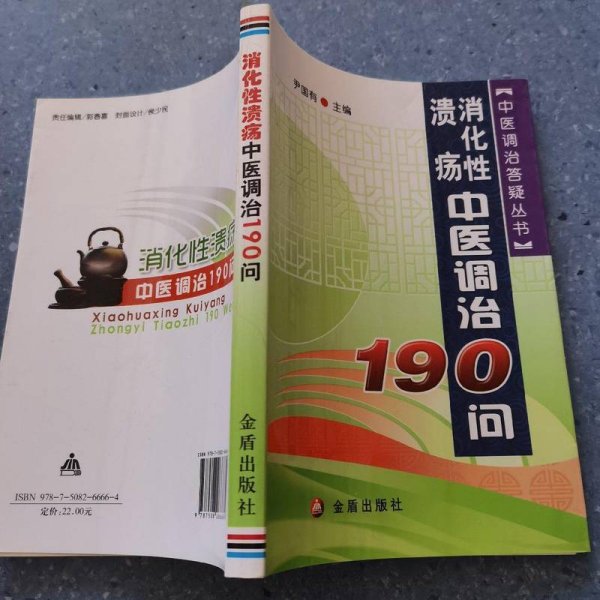 责任编辑/彭香嘉 封面设计/侯少民
消化性溃疡
中医调治190问
Xiaohuaxing Kuiyang
Zhongyi Tiaozhi 190 We
ISBN 978-7-5082-6666-4
定价:22.00元
消化性溃疡中医调治190问
金盾出版社
尹国有 主编
【中医调治答疑丛书】
消化性
溃疡
中医调治
190
问
金盾出版社